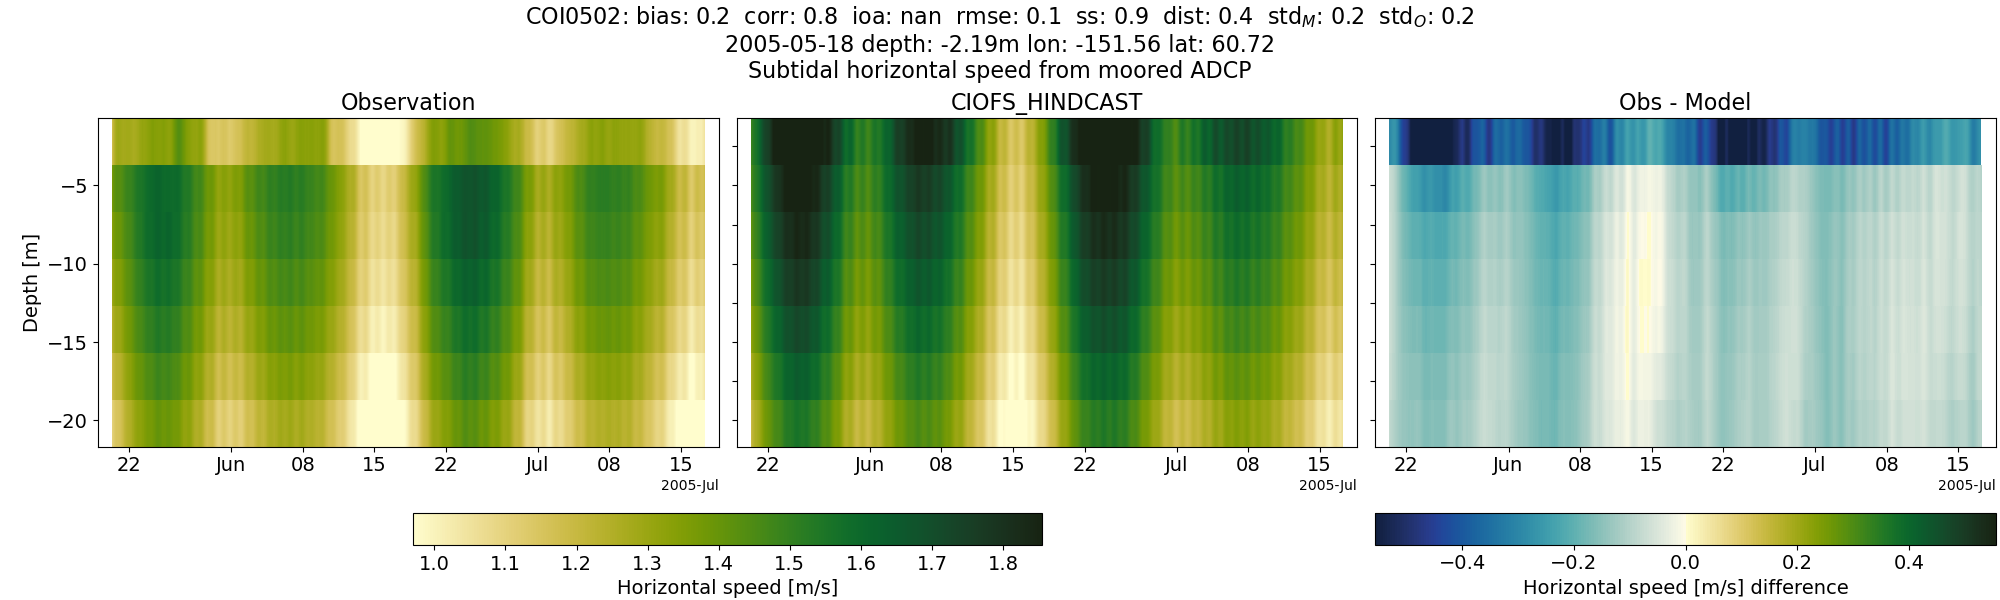 COI0502: bias: 0.2 corr: 0.8 ioa: nan rmse: 0.1 ss: 0.9 dist: 0.4 std_M: 0.2 std_O: 0.2
2005-05-18 depth: -2.19m lon: -151.56 lat: 60.72
Subtidal horizontal speed from moored ADCP
Observation
CIOFS_HINDCAST
Obs - Model
Depth [m]
−5
−10
−15
−20
22 Jun 08 15 22 Jul 08 15
2005-Jul
22 Jun 08 15 22 Jul 08 15
2005-Jul
22 Jun 08 15 22 Jul 08 15
2005-Jul
1.0 1.1 1.2 1.3 1.4 1.5 1.6 1.7 1.8
Horizontal speed [m/s]
−0.4 −0.2 0.0 0.2 0.4
Horizontal speed [m/s] difference